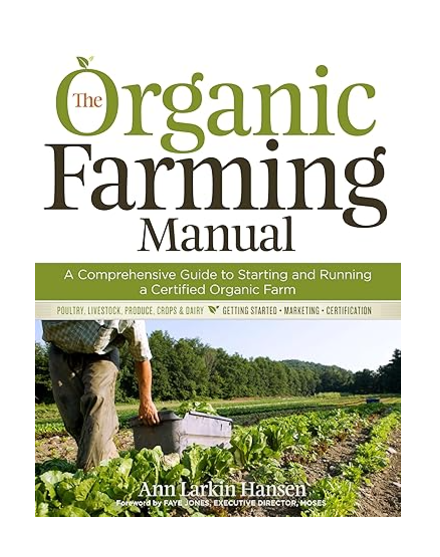 The
Organic
Farming
Manual
A Comprehensive Guide to Starting and Running
a Certified Organic Farm
POULTRY, LIVESTOCK, PRODUCE, CROPS & DAIRY GETTING STARTED • MARKETING • CERTIFICATION
Ann Larkin Hansen
Foreword by FAYE JONES, EXECUTIVE DIRECTOR, MOSES